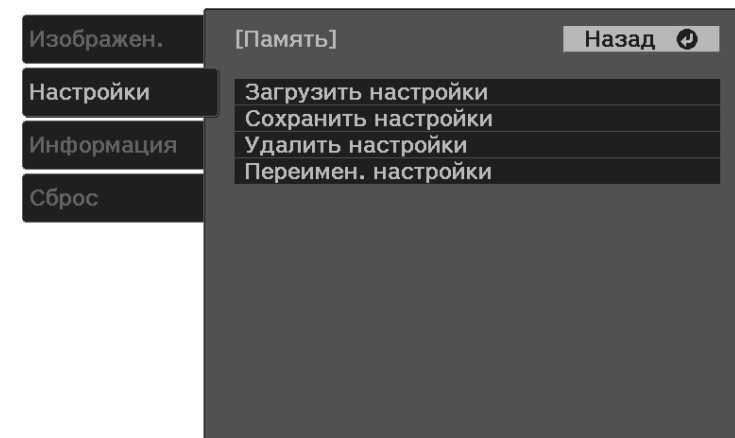 Изображен.
Настройки
Информация
Сброс
[Память]
Назад
Загрузить настройки
Сохранить настройки
Удалить настройки
Переимен. настройки